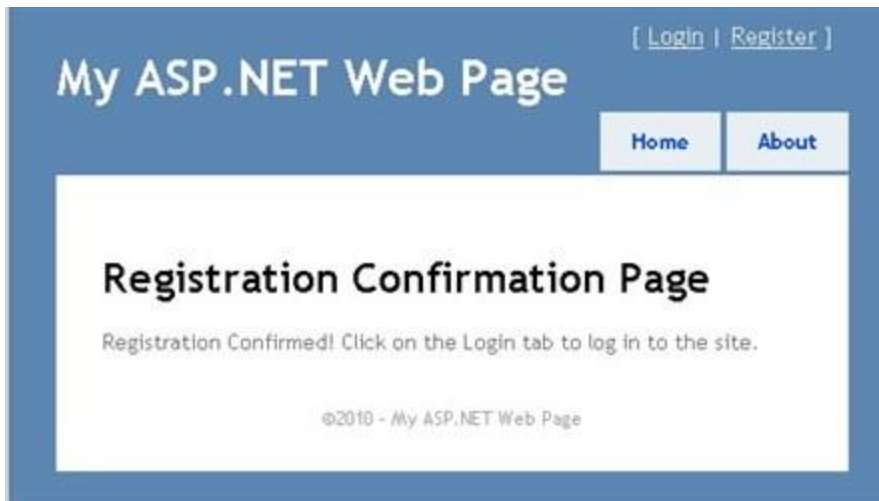 [ Login | Register ]
My ASP.NET Web Page
Home About
Registration Confirmation Page
Registration Confirmed! Click on the Login tab to log in to the site.
©2010 - My ASP.NET Web Page